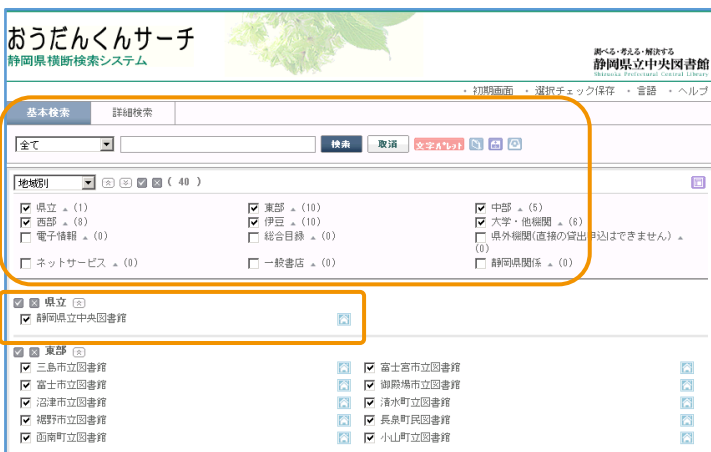 おうだんくんサーチ
静岡県横断検索システム
調べる・考える・解決する
静岡県立中央図書館
Shizuoka Prefectural Central Library
・ 初期画面 ・ 選択チェック保存 ・ 言語 ・ ヘルプ
基本検索 詳細検索
全て 検索 取消 文字パレット
地域別 ( 40 )
県立 (1) 東部 (10) 中部 (5)
西部 (8) 伊豆 (10) 大学・他機関 (6)
電子情報 (0) 総合目録 (0) 県外機関(直接の貸出申込はできません)
(0)
ネットサービス (0) 一般書店 (0) 静岡県関係 (0)
県立
静岡県立中央図書館
東部
三島市立図書館 富士宮市立図書館
富士市立図書館 御殿場市立図書館
沼津市立図書館 清水町立図書館
裾野市立図書館 長泉町民図書館
函南町立図書館 小山町立図書館